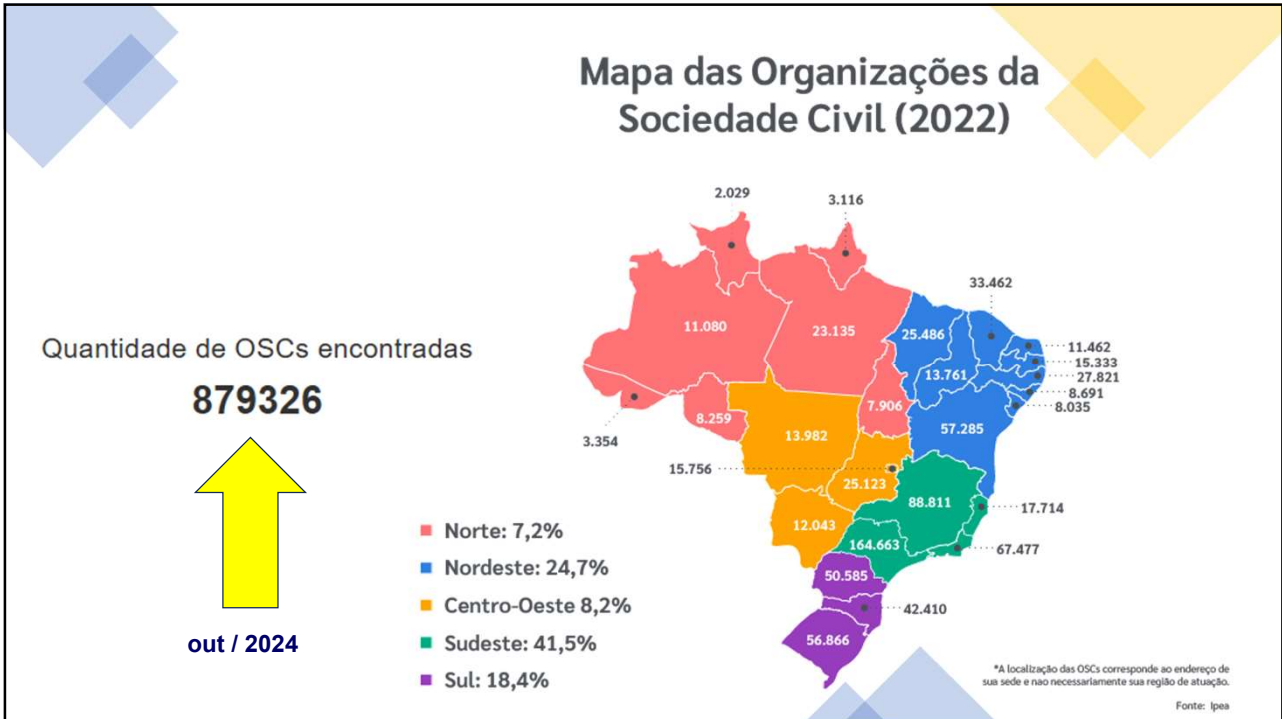 Mapa das Organizações da
Sociedade Civil (2022)
Quantidade de OSCs encontradas
879326
out / 2024
2.029
3.116
33.462
11.080
23.135
25.486
11.462
15.333
13.761
27.821
8.691
8.035
7.906
8.259
3.354
13.982
57.285
15.756
25.123
88.811
17.714
12.043
164.663
67.477
50.585
42.410
56.866
Norte: 7,2%
Nordeste: 24,7%
Centro-Oeste 8,2%
Sudeste: 41,5%
Sul: 18,4%
*A localização das OSCs corresponde ao endereço de
sua sede e nao necessariamente sua região de atuação.
Fonte: Ipea